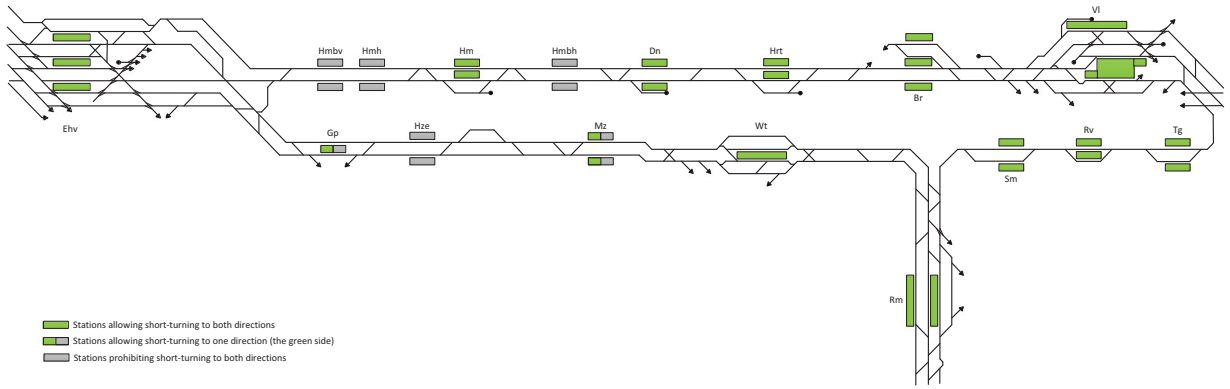 Vl
Hmbv
Hmh
Hm
Hmbh
Dn
Hrt
Br
Ehv
Gp
Hze
Mz
Wt
Rv
Tg
Sm
Rm
Stations allowing short-turning to both directions
Stations allowing short-turning to one direction (the green side)
Stations prohibiting short-turning to both directions